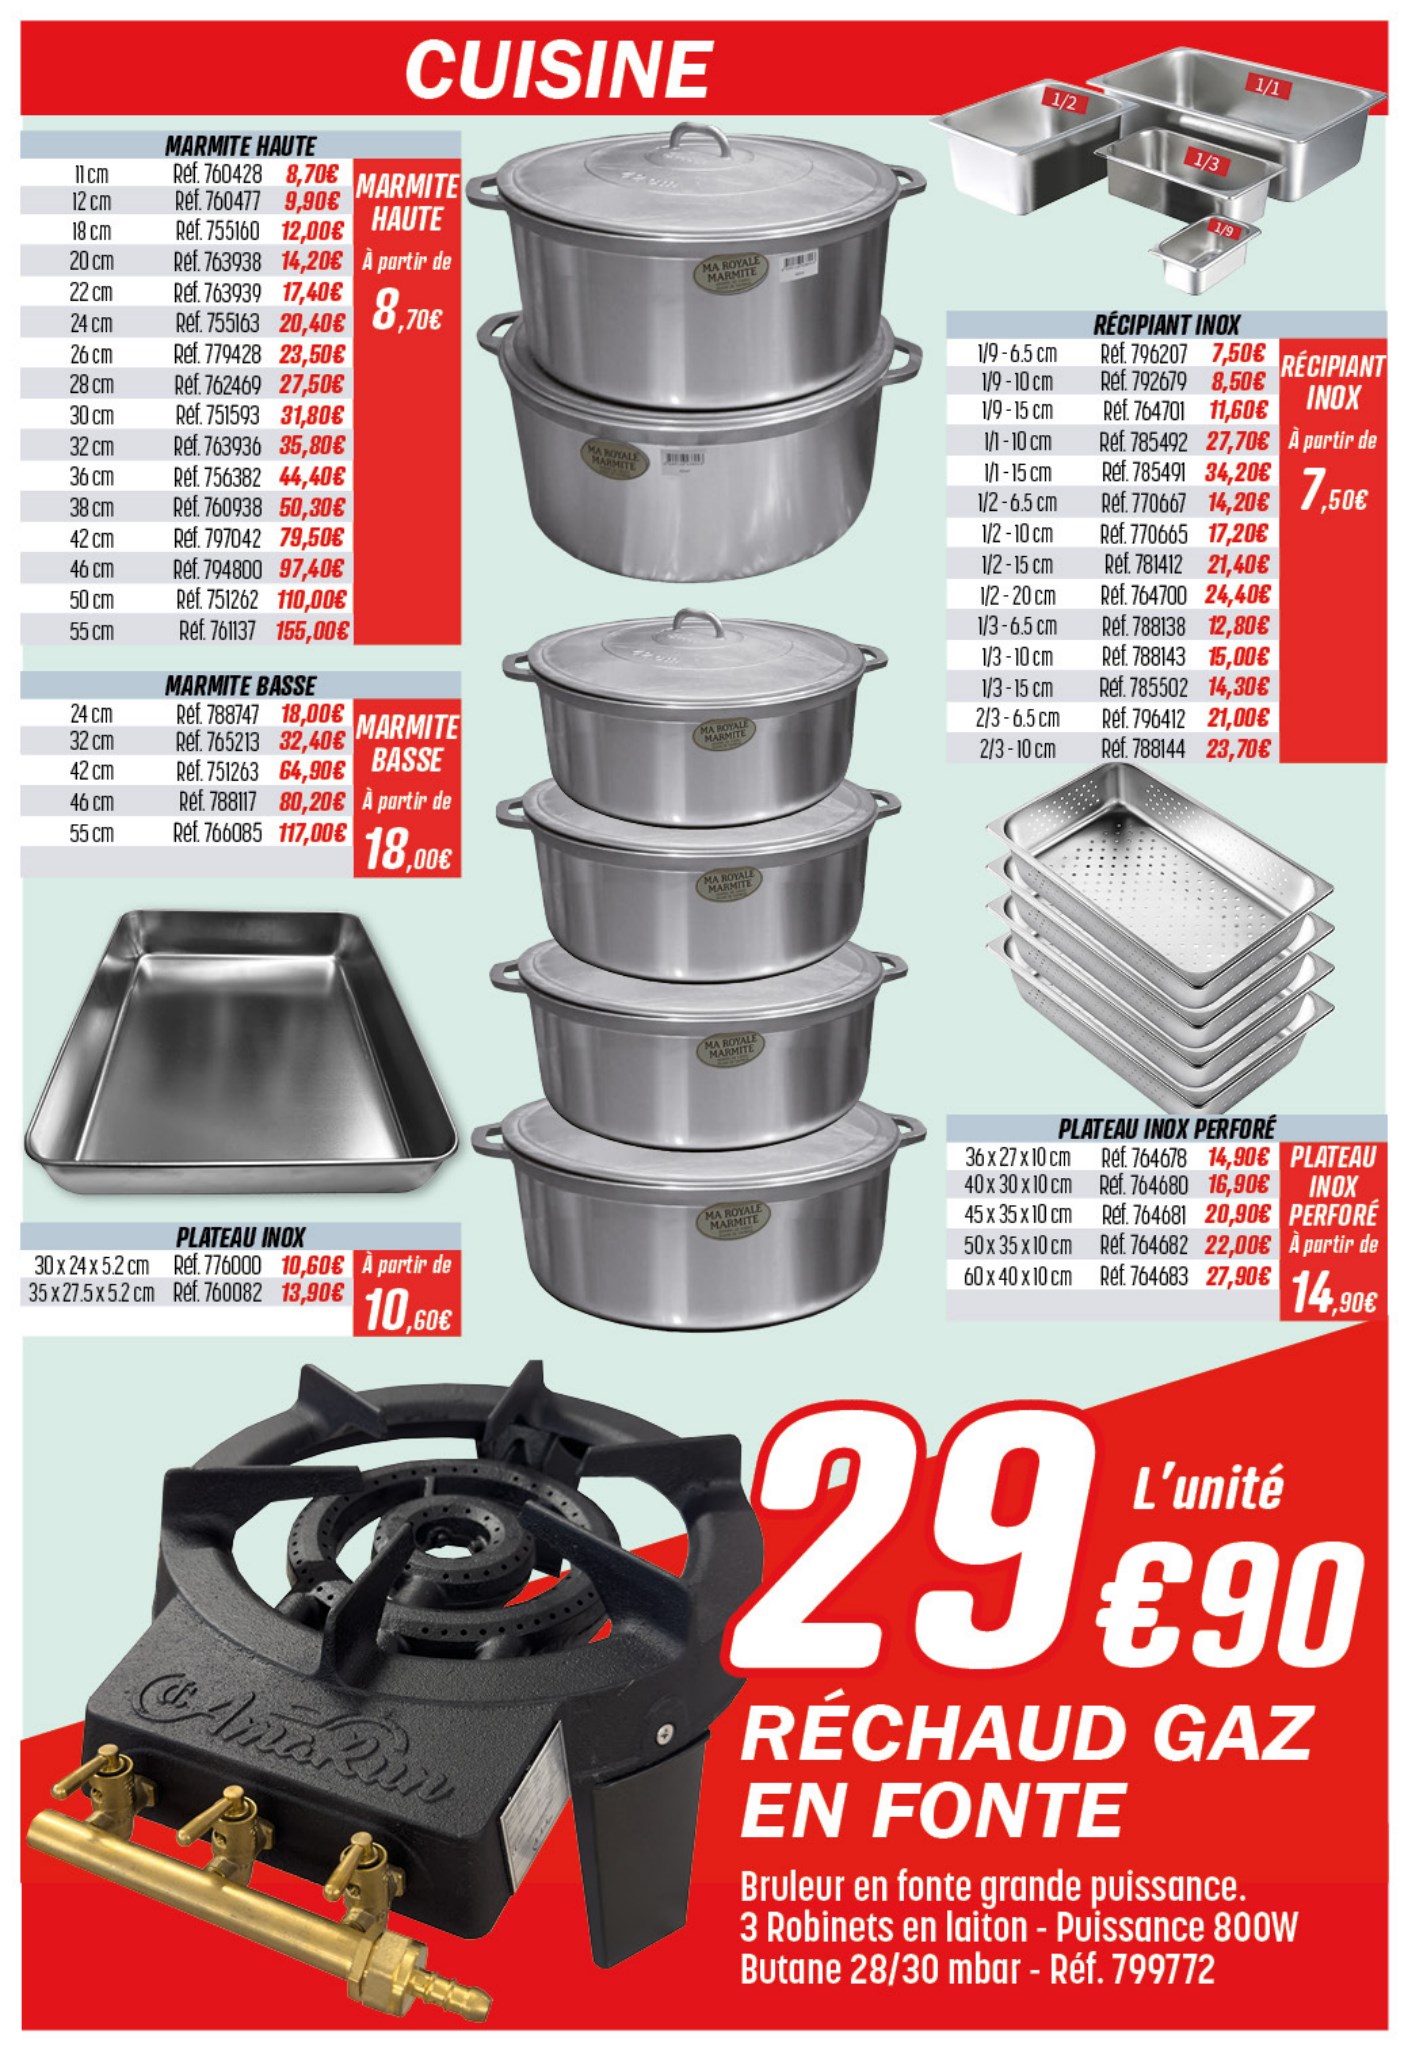 CUISINE
1/2
1/1
1/3
1/9
MARMITE HAUTE
11 cm Réf. 760428 8,70€
12 cm Réf. 760477 9,90€
18 cm Réf. 755160 12,00€
20 cm Réf. 763938 14,20€
22 cm Réf. 763939 17,40€
24 cm Réf. 755163 20,40€
26 cm Réf. 779428 23,50€
28 cm Réf. 762469 27,50€
30 cm Réf. 751593 31,80€
32 cm Réf. 763936 35,80€
36 cm Réf. 756382 44,40€
38 cm Réf. 760938 50,30€
42 cm Réf. 797042 79,50€
46 cm Réf. 794800 97,40€
50 cm Réf. 751262 110,00€
55 cm Réf. 761137 155,00€
MARMITE
HAUTE
À partir de
8,70€
MA ROYALE
MARMITE
MA ROYALE
MARMITE
RÉCIPIANT INOX
1/9 - 6.5 cm Réf. 796207 7,50€
1/9 - 10 cm Réf. 792679 8,50€
1/9 - 15 cm Réf. 764701 11,60€
1/1 - 10 cm Réf. 785492 27,70€
1/1 - 15 cm Réf. 785491 34,20€
1/2 - 6.5 cm Réf. 770667 14,20€
1/2 - 10 cm Réf. 770665 17,20€
1/2 - 15 cm Réf. 781412 21,40€
1/2 - 20 cm Réf. 764700 24,40€
1/3 - 6.5 cm Réf. 788138 12,80€
1/3 - 10 cm Réf. 788143 15,00€
1/3 - 15 cm Réf. 785502 14,30€
2/3 - 6.5 cm Réf. 796412 21,00€
2/3 - 10 cm Réf. 788144 23,70€
RÉCIPIANT
INOX
À partir de
7,50€
MARMITE BASSE
24 cm Réf. 788747 18,00€
32 cm Réf. 765213 32,40€
42 cm Réf. 751263 64,90€
46 cm Réf. 788117 80,20€
55 cm Réf. 766085 117,00€
MARMITE
BASSE
À partir de
18,00€
MA ROYALE
MARMITE
MA ROYALE
MARMITE
MA ROYALE
MARMITE
MA ROYALE
MARMITE
PLATEAU INOX
30 x 24 x 5.2 cm Réf. 776000 10,60€
35 x 27.5 x 5.2 cm Réf. 760082 13,90€
À partir de
10,60€
PLATEAU INOX PERFORÉ
36 x 27 x 10 cm Réf. 764678 14,90€
40 x 30 x 10 cm Réf. 764680 16,90€
45 x 35 x 10 cm Réf. 764681 20,90€
50 x 35 x 10 cm Réf. 764682 22,00€
60 x 40 x 10 cm Réf. 764683 27,90€
PLATEAU
INOX
PERFORÉ
À partir de
14,90€
29€90
L'unité
RÉCHAUD GAZ
EN FONTE
Bruleur en fonte grande puissance.
3 Robinets en laiton - Puissance 800W
Butane 28/30 mbar - Réf. 799772